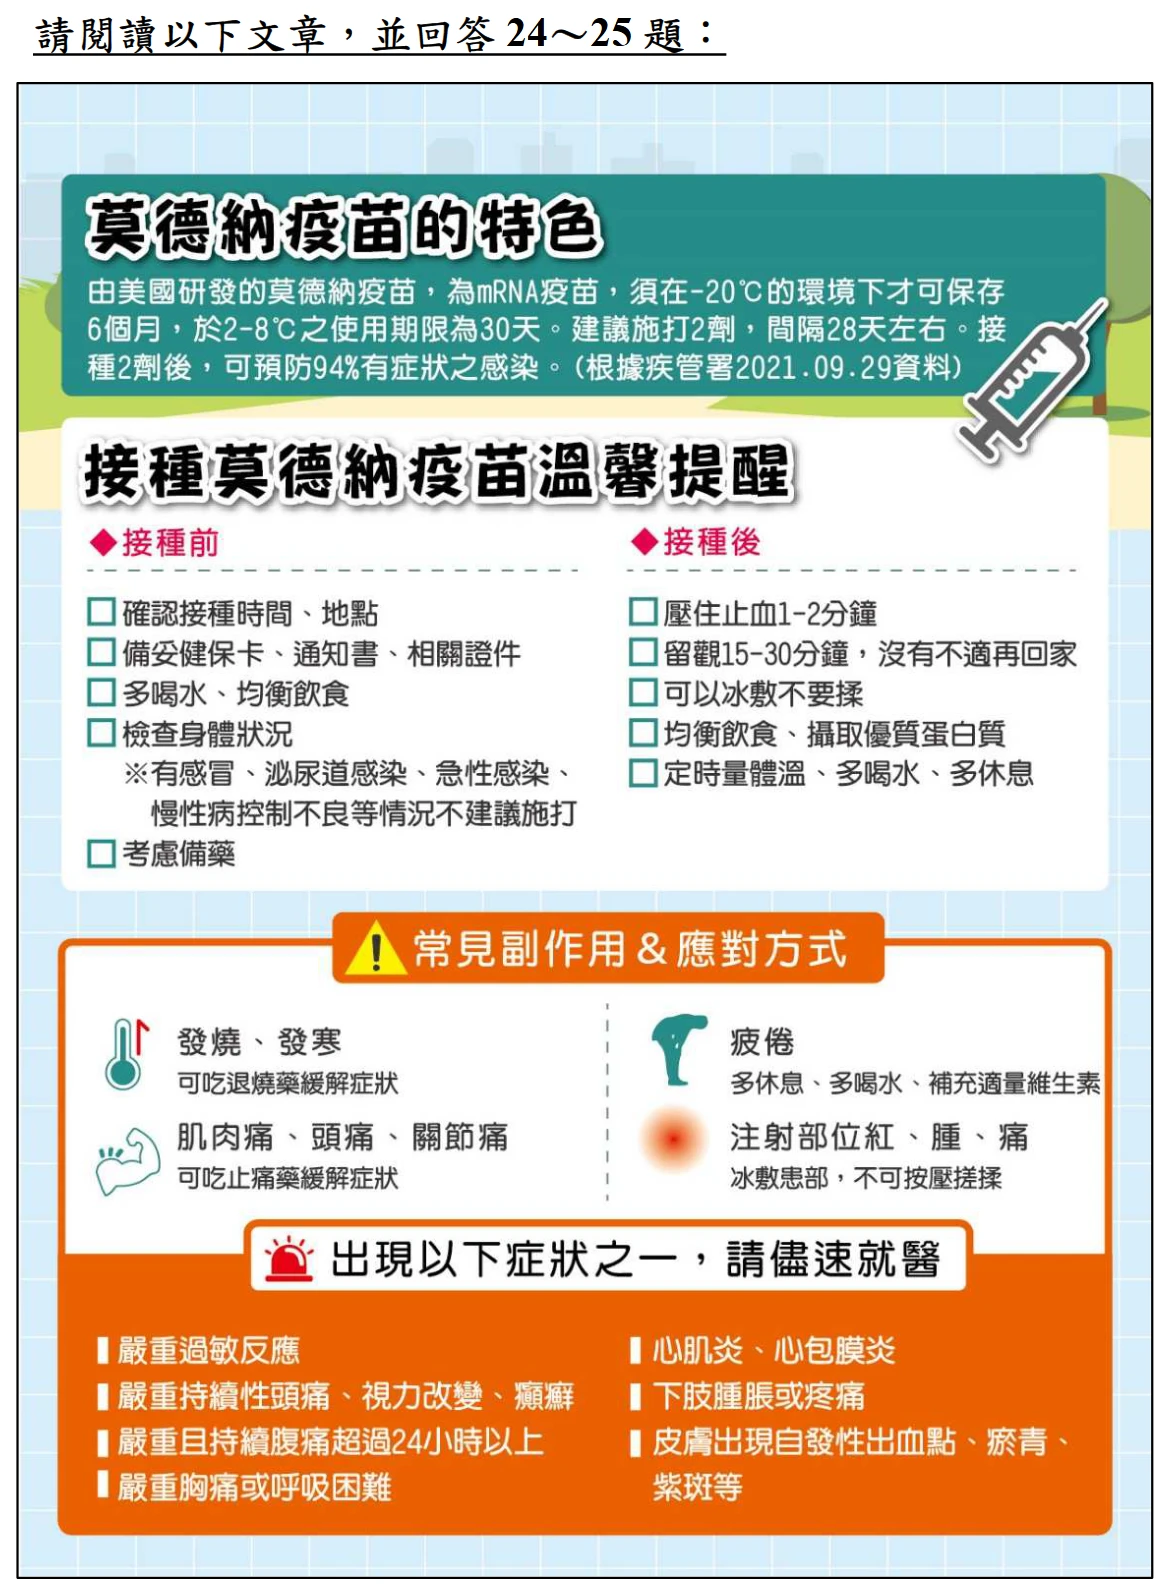 請閱讀以下文章，並回答 24～25 題：
莫德納疫苗的特色
由美國研發的莫德納疫苗，為mRNA疫苗，須在-20℃的環境下才可保存
6個月，於2-8℃之使用期限為30天。建議施打2劑，間隔28天左右。接
種2劑後，可預防94%有症狀之感染。(根據疾管署2021.09.29資料)
接種莫德納疫苗溫馨提醒
◆接種前
□確認接種時間、地點
□備妥健保卡、通知書、相關證件
□多喝水、均衡飲食
□檢查身體狀況
※有感冒、泌尿道感染、急性感染、
慢性病控制不良等情況不建議施打
□考慮備藥
◆接種後
□壓住止血1-2分鐘
□留觀15-30分鐘，沒有不適再回家
□可以冰敷不要揉
□均衡飲食、攝取優質蛋白質
□定時量體溫、多喝水、多休息
常見副作用＆應對方式
發燒、發寒
可吃退燒藥緩解症狀
肌肉痛、頭痛、關節痛
可吃止痛藥緩解症狀
疲倦
多休息、多喝水、補充適量維生素
注射部位紅、腫、痛
冰敷患部，不可按壓搓揉
出現以下症狀之一，請儘速就醫
嚴重過敏反應
嚴重持續性頭痛、視力改變、癲癇
嚴重且持續腹痛超過24小時以上
嚴重胸痛或呼吸困難
心肌炎、心包膜炎
下肢腫脹或疼痛
皮膚出現自發性出血點、瘀青、
紫斑等